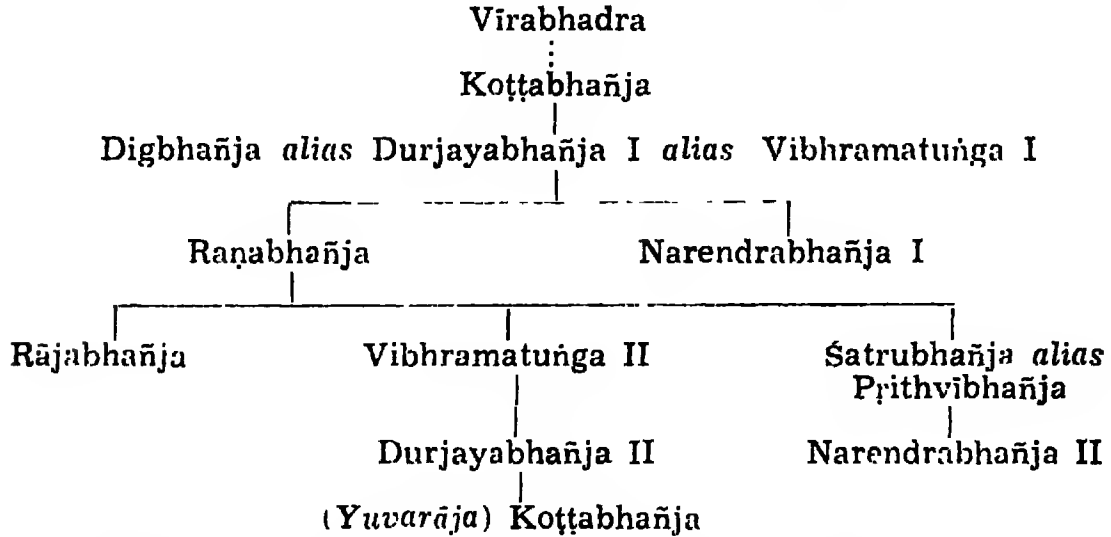 Vīrabhadra
Koṭṭabhañja
Digbhañja alias Durjayabhañja I alias Vibhramatuṅga I
Raṇabhañja Narendrabhañja I
Rājabhañja Vibhramatuṅga II Śatrubhañja alias
Pṛithvībhañja
Durjayabhañja II Narendrabhañja II
(Yuvarāja) Koṭṭabhañja